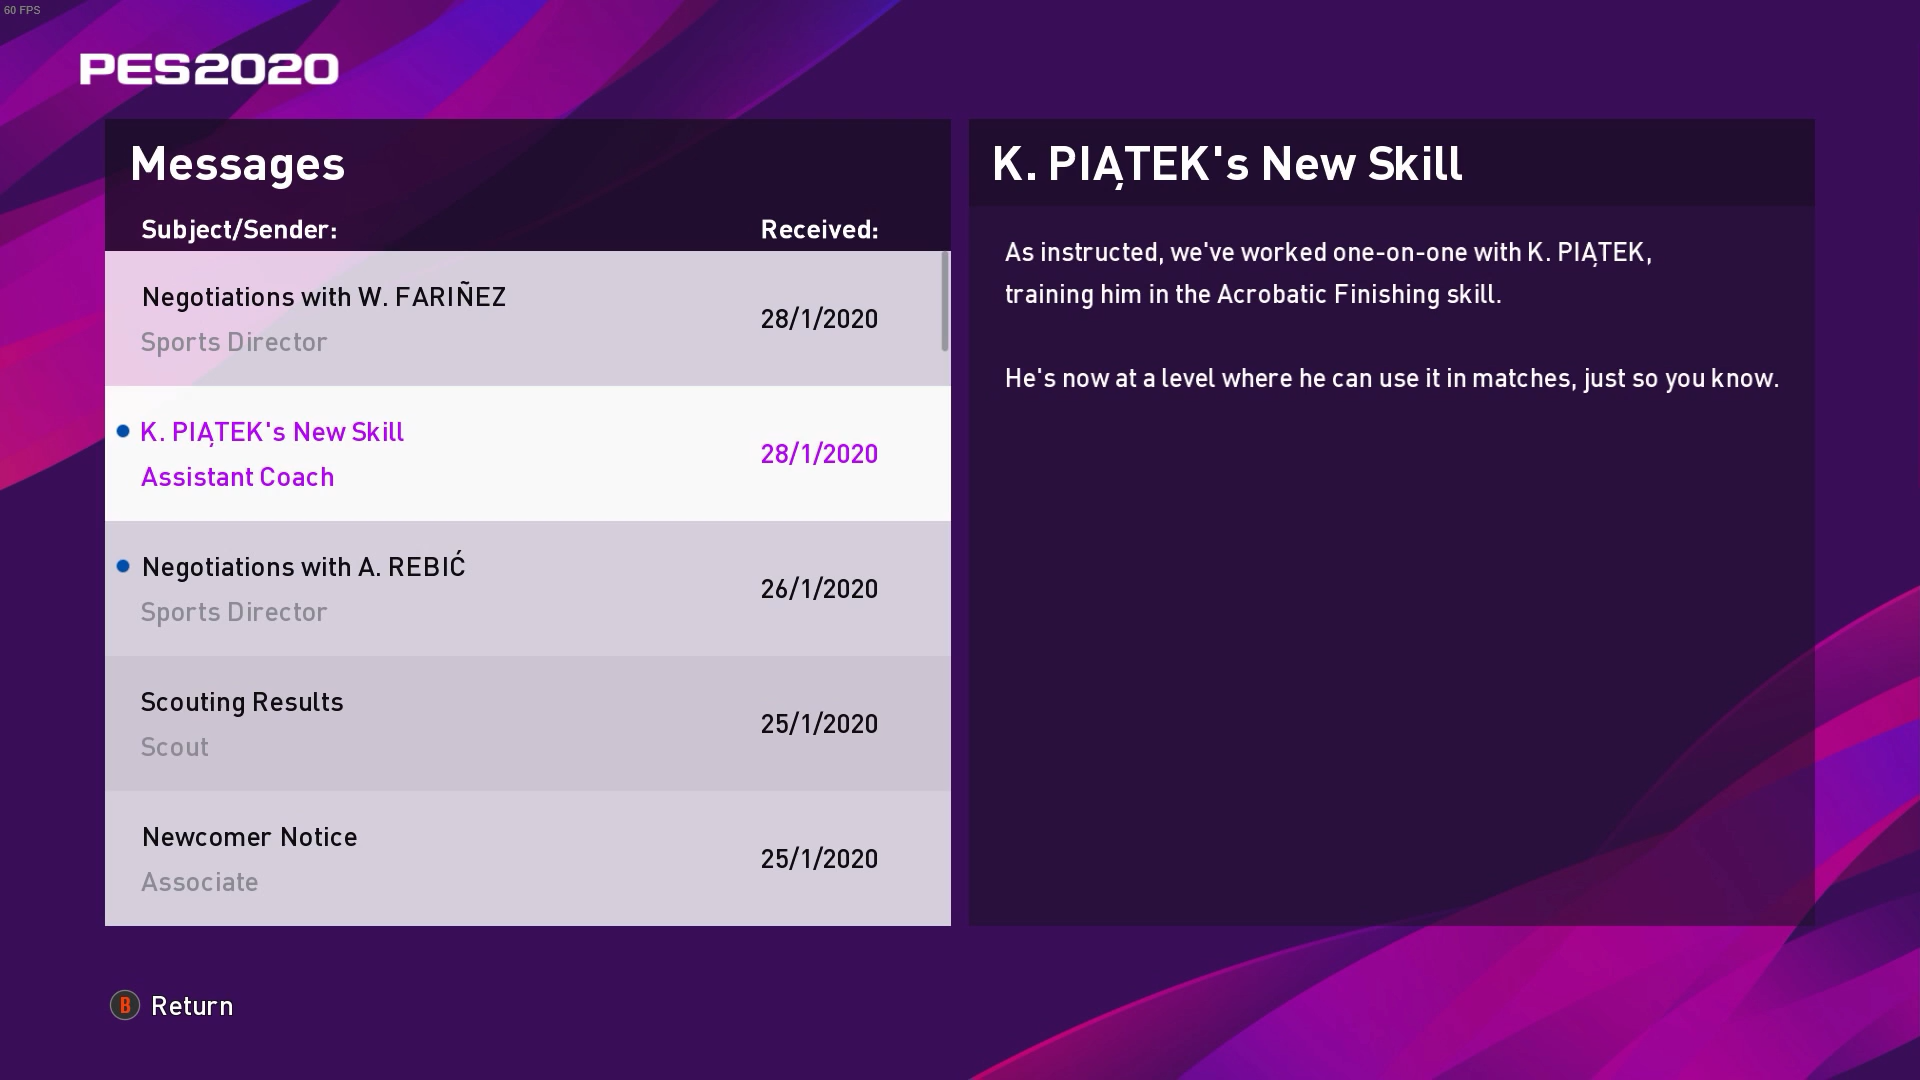 60 FPS
PES2020
Messages
Subject/Sender:
Received:
Negotiations with W. FARIÑEZ
Sports Director
28/1/2020
K. PIĄTEK's New Skill
Assistant Coach
28/1/2020
Negotiations with A. REBIĆ
Sports Director
26/1/2020
Scouting Results
Scout
25/1/2020
Newcomer Notice
Associate
25/1/2020
K. PIĄTEK's New Skill
As instructed, we've worked one-on-one with K. PIĄTEK,
training him in the Acrobatic Finishing skill.
He's now at a level where he can use it in matches, just so you know.
B Return